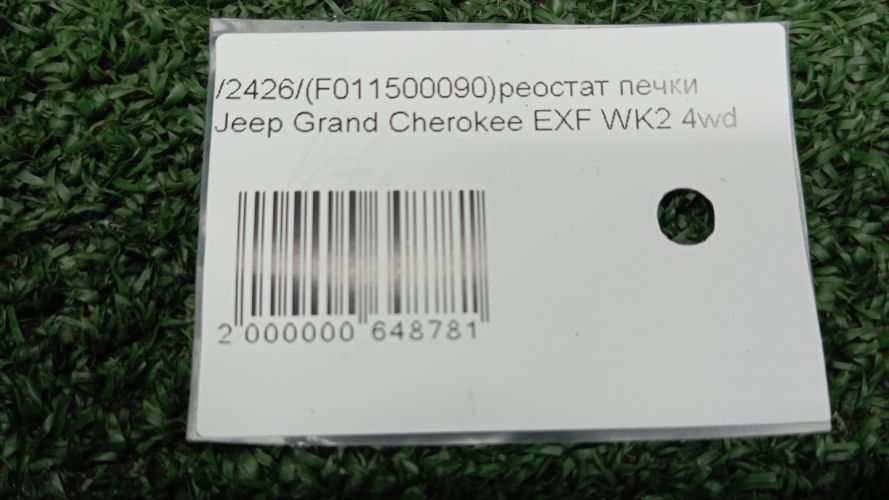 /2426/(F011500090)реостат печки
Jeep Grand Cherokee EXF WK2 4wd
2 000000 648781